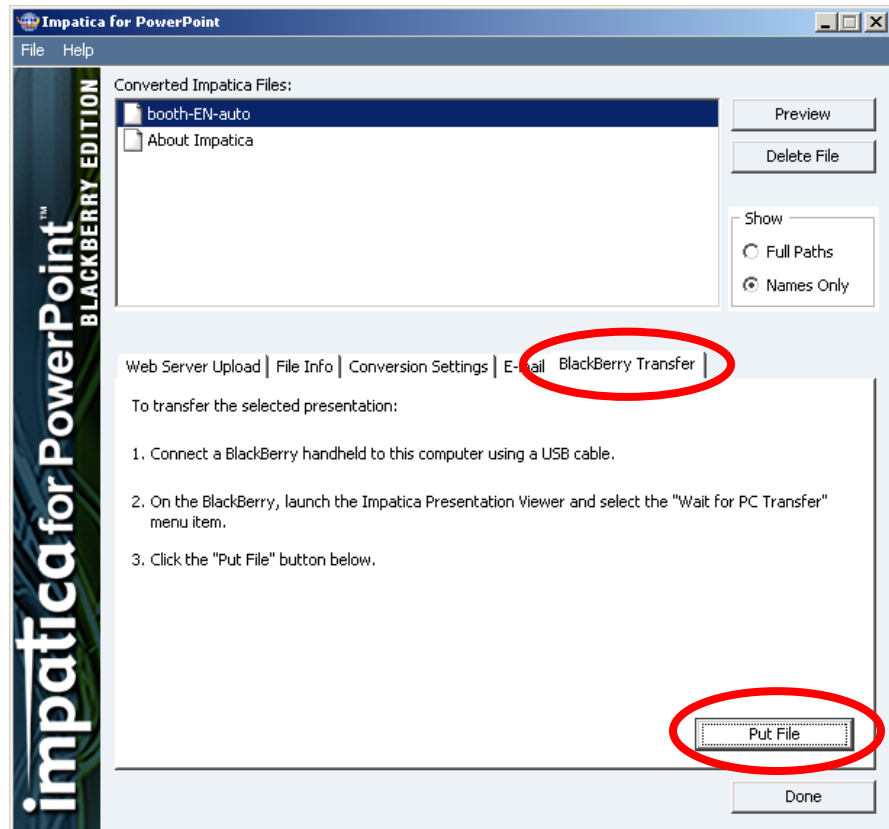 Impatica for PowerPoint
File Help
impatica for PowerPoint™
BLACKBERRY EDITION
Converted Impatica Files:
booth-EN-auto
About Impatica
Preview
Delete File
Show
Full Paths
Names Only
Web Server Upload File Info Conversion Settings E-mail BlackBerry Transfer
To transfer the selected presentation:
1. Connect a BlackBerry handheld to this computer using a USB cable.
2. On the BlackBerry, launch the Impatica Presentation Viewer and select the "Wait for PC Transfer"
menu item.
3. Click the "Put File" button below.
Put File
Done